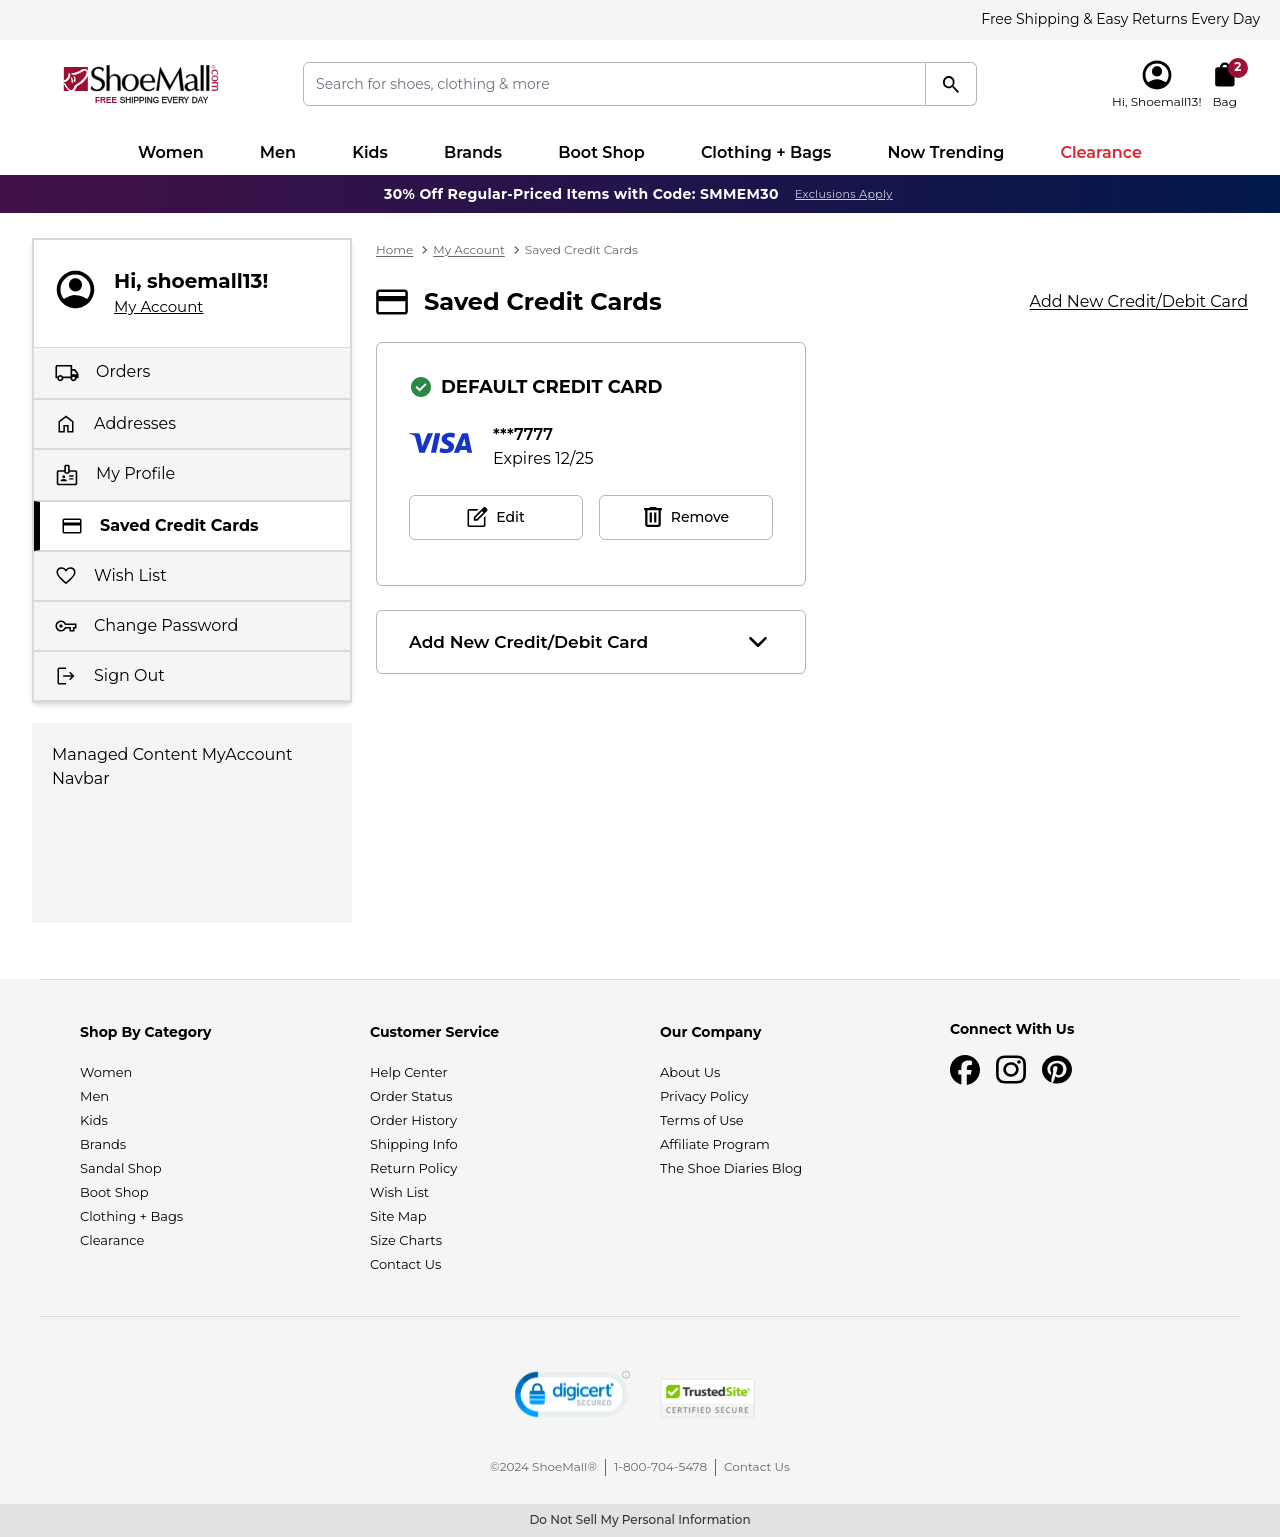 Free Shipping & Easy Returns Every Day
ShoeMall.com
FREE SHIPPING EVERY DAY
Search for shoes, clothing & more
Hi, Shoemall13!
2
Bag
Women
Men
Kids
Brands
Boot Shop
Clothing + Bags
Now Trending
Clearance
30% Off Regular-Priced Items with Code: SMMEM30
Exclusions Apply
Hi, shoemall13!
My Account
Orders
Addresses
My Profile
Saved Credit Cards
Wish List
Change Password
Sign Out
Managed Content MyAccount
Navbar
Home
My Account
Saved Credit Cards
Saved Credit Cards
Add New Credit/Debit Card
DEFAULT CREDIT CARD
VISA
***7777
Expires 12/25
Edit
Remove
Add New Credit/Debit Card
Shop By Category
Women
Men
Kids
Brands
Sandal Shop
Boot Shop
Clothing + Bags
Clearance
Customer Service
Help Center
Order Status
Order History
Shipping Info
Return Policy
Wish List
Site Map
Size Charts
Contact Us
Our Company
About Us
Privacy Policy
Terms of Use
Affiliate Program
The Shoe Diaries Blog
Connect With Us
digicert
SECURED
TrustedSite
CERTIFIED SECURE
©2024 ShoeMall®
1-800-704-5478
Contact Us
Do Not Sell My Personal Information